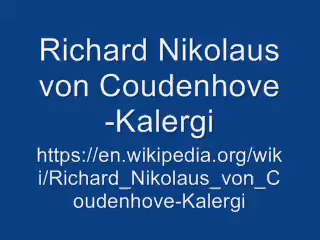 Richard Nikolaus
von Coudenhove
-Kalergi
https://en.wikipedia.org/wik
i/Richard_Nikolaus_von_C
oudenhove-Kalergi